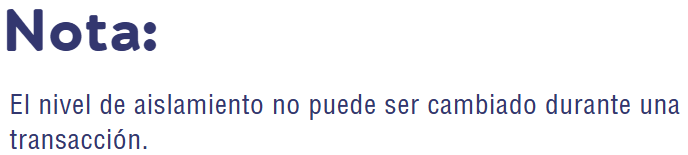 Nota:
El nivel de aislamiento no puede ser cambiado durante una
transacción.